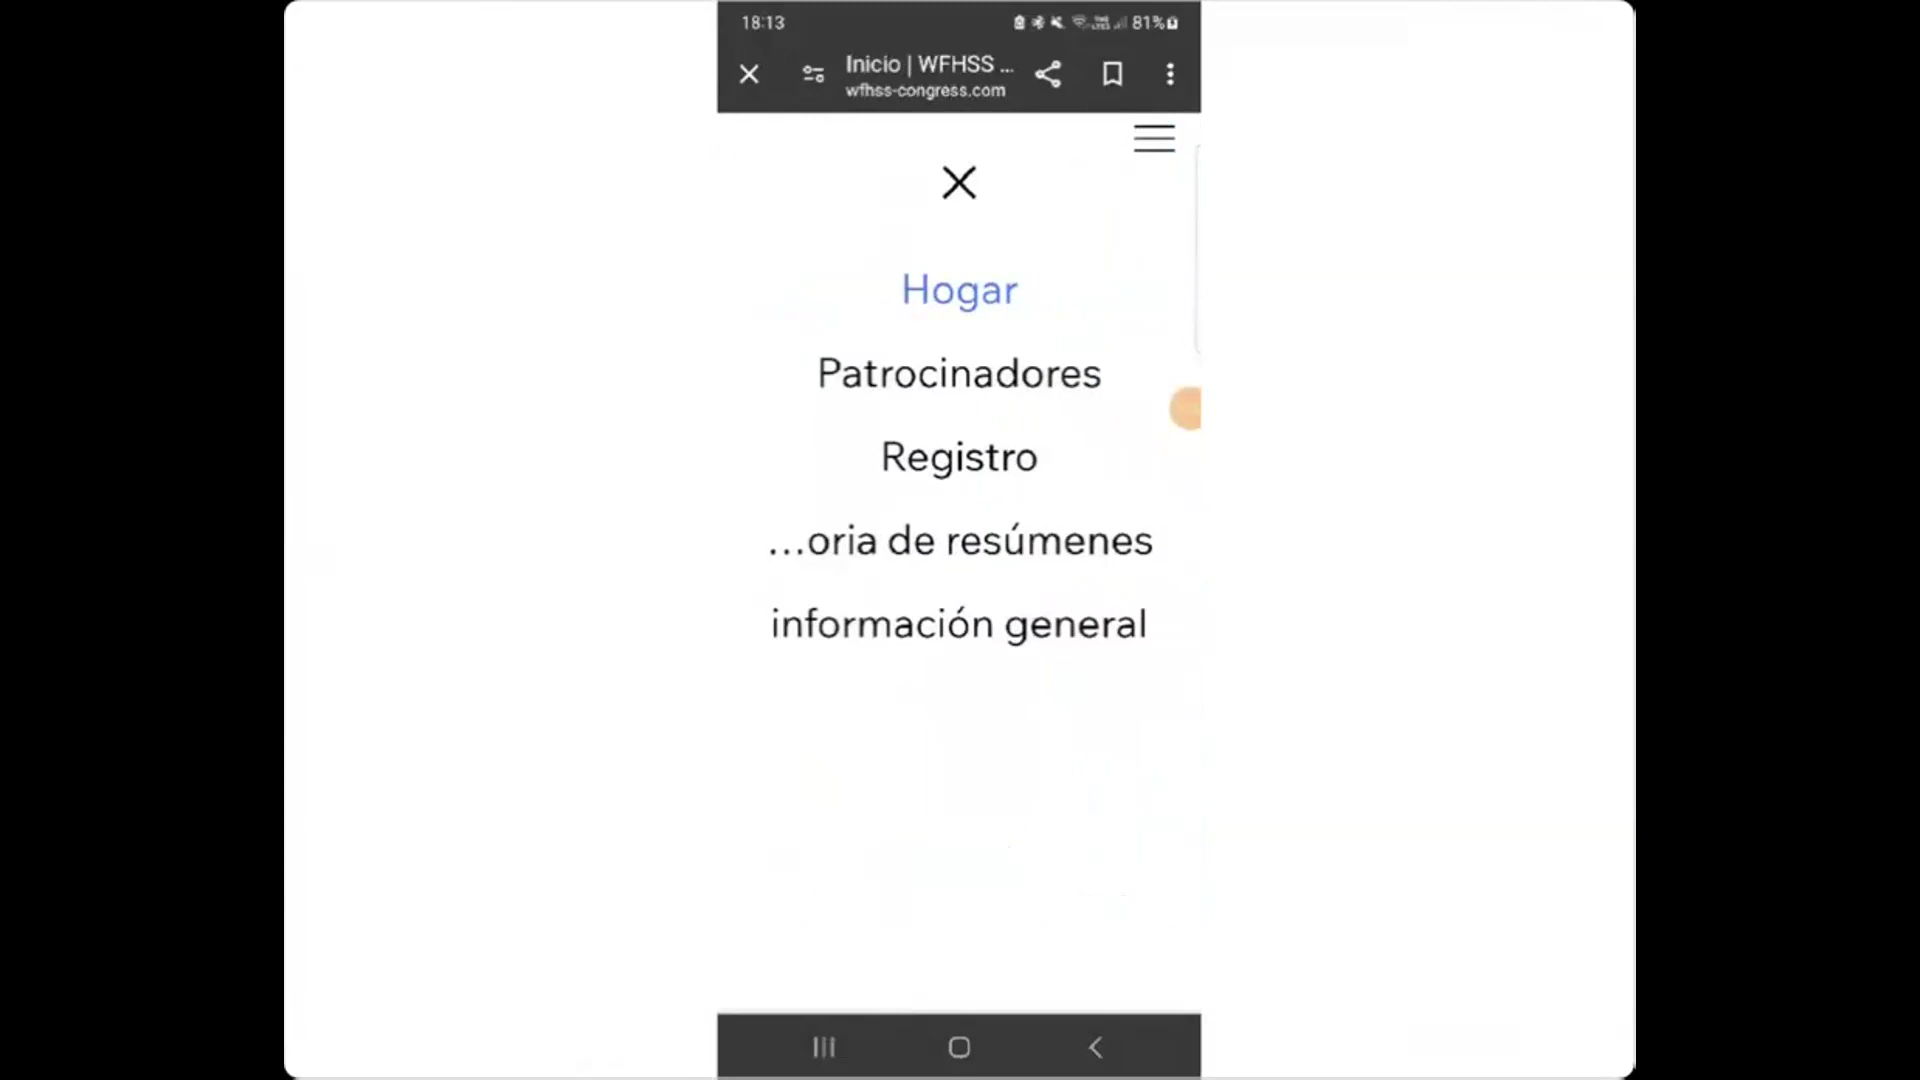 18:13
81%
Inicio | WFHSS ...
wfhss-congress.com
Hogar
Patrocinadores
Registro
...oria de resúmenes
información general